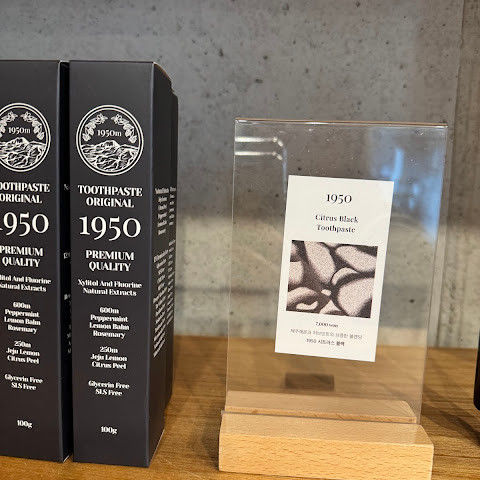 1950m
TOOTHPASTE
ORIGINAL
1950
PREMIUM
QUALITY
Xylitol And Fluorine
Natural Extracts
600m
Peppermint
Lemon Balm
Rosemary
250m
Jeju Lemon
Citrus Peel
Glycerin Free
SLS Free
100g
1950m
TOOTHPASTE
ORIGINAL
1950
PREMIUM
QUALITY
Xylitol And Fluorine
Natural Extracts
600m
Peppermint
Lemon Balm
Rosemary
250m
Jeju Lemon
Citrus Peel
Glycerin Free
SLS Free
100g
1950
Citrus Black
Toothpaste
7,000 won
1950 시트러스 블랙